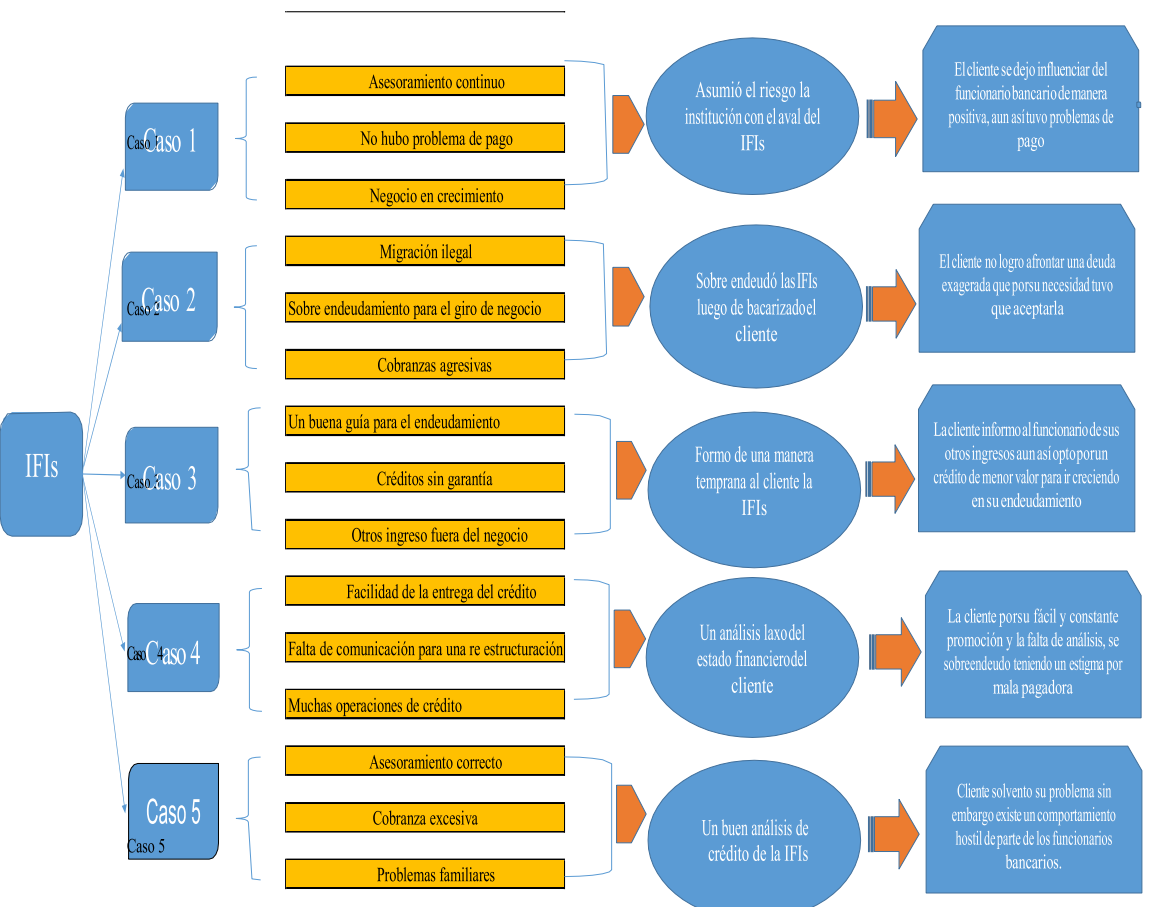 IFIs
Caso 1
Caso 1
Asesoramiento continuo
No hubo problema de pago
Negocio en crecimiento
Asumió el riesgo la
institución con el aval del
IFIs
El cliente se dejo influenciar del
funcionario bancario de manera
positiva, aun así tuvo problemas de
pago
Caso 2
Caso 2
Migración ilegal
Sobre endeudamiento para el giro de negocio
Cobranzas agresivas
Sobre endeudó las IFIs
luego de bacarizado el
cliente
El cliente no logro afrontar una deuda
exagerada que por su necesidad tuvo
que aceptarla
Caso 3
Caso 3
Un buena guía para el endeudamiento
Créditos sin garantía
Otros ingreso fuera del negocio
Formo de una manera
temprana al cliente la
IFIs
La cliente informo al funcionario de sus
otros ingresos aun asi opto por un
crédito de menor valor para ir creciendo
en su endeudamiento
Caso 4
Caso 4
Facilidad de la entrega del crédito
Falta de comunicación para una re estructuración
Muchas operaciones de crédito
Un análisis laxo del
estado financiero del
cliente
La cliente por su fácil y constante
promoción y la falta de análisis, se
sobreendeudo teniendo un estigma por
mala pagadora
Caso 5
Caso 5
Asesoramiento correcto
Cobranza excesiva
Problemas familiares
Un buen análisis de
crédito de la IFIs
Cliente solvento su problema sin
embargo existe un comportamiento
hostil de parte de los funcionarios
bancarios.